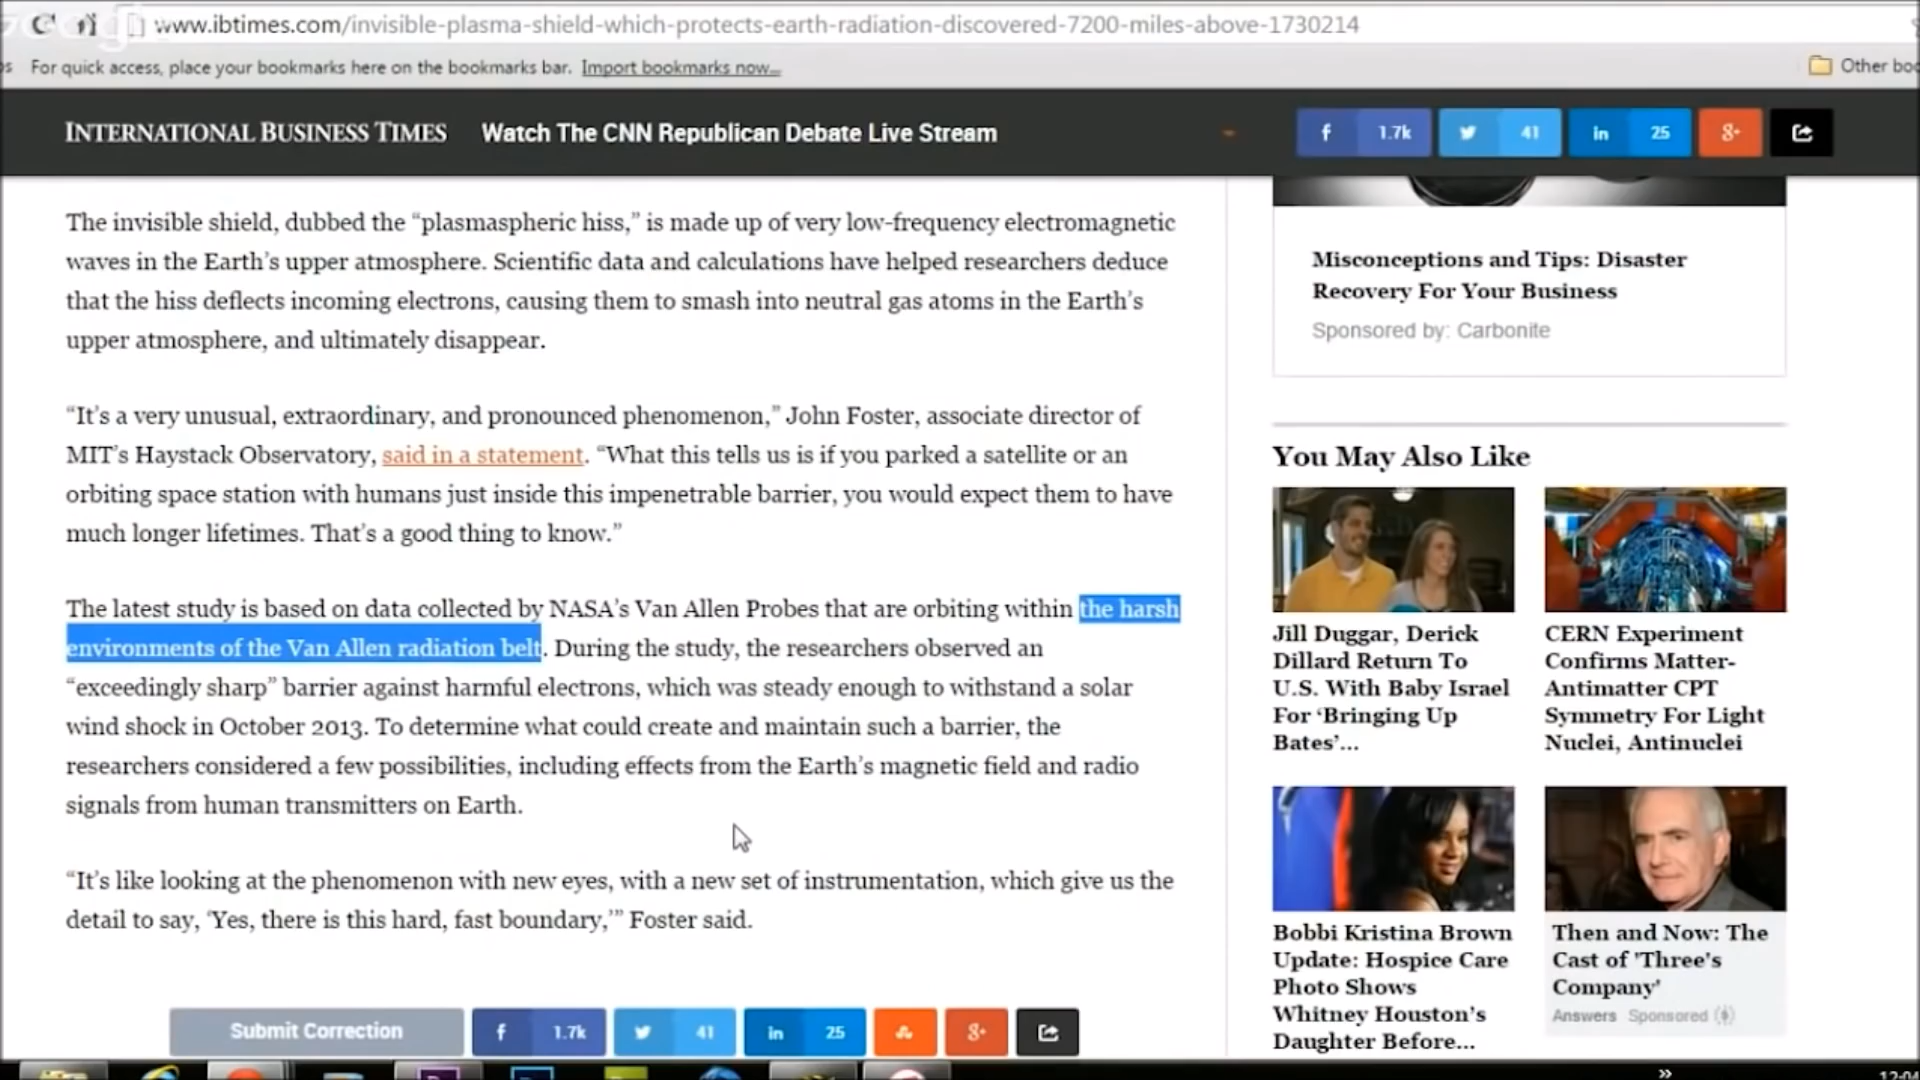 www.ibtimes.com/invisible-plasma-shield-which-protects-earth-radiation-discovered-7200-miles-above-1730214
For quick access, place your bookmarks here on the bookmarks bar. Import bookmarks now...
Other boo
INTERNATIONAL BUSINESS TIMES
Watch The CNN Republican Debate Live Stream
f 1.7k
41
in 25
g+
The invisible shield, dubbed the “plasmaspheric hiss,” is made up of very low-frequency electromagnetic
waves in the Earth’s upper atmosphere. Scientific data and calculations have helped researchers deduce
that the hiss deflects incoming electrons, causing them to smash into neutral gas atoms in the Earth’s
upper atmosphere, and ultimately disappear.
“It’s a very unusual, extraordinary, and pronounced phenomenon,” John Foster, associate director of
MIT’s Haystack Observatory, said in a statement. “What this tells us is if you parked a satellite or an
orbiting space station with humans just inside this impenetrable barrier, you would expect them to have
much longer lifetimes. That’s a good thing to know.”
The latest study is based on data collected by NASA’s Van Allen Probes that are orbiting within the harsh
environments of the Van Allen radiation belt. During the study, the researchers observed an
“exceedingly sharp” barrier against harmful electrons, which was steady enough to withstand a solar
wind shock in October 2013. To determine what could create and maintain such a barrier, the
researchers considered a few possibilities, including effects from the Earth’s magnetic field and radio
signals from human transmitters on Earth.
“It’s like looking at the phenomenon with new eyes, with a new set of instrumentation, which give us the
detail to say, ‘Yes, there is this hard, fast boundary,’” Foster said.
Submit Correction
f 1.7k
41
in 25
g+
Misconceptions and Tips: Disaster
Recovery For Your Business
Sponsored by: Carbonite
You May Also Like
Jill Duggar, Derick
Dillard Return To
U.S. With Baby Israel
For ‘Bringing Up
Bates’...
CERN Experiment
Confirms Matter-
Antimatter CPT
Symmetry For Light
Nuclei, Antinuclei
Bobbi Kristina Brown
Update: Hospice Care
Photo Shows
Whitney Houston’s
Daughter Before...
Then and Now: The
Cast of 'Three's
Company'
Answers Sponsored
12:04